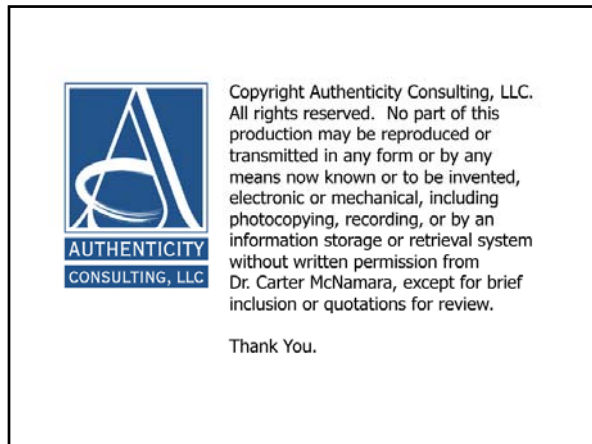 AUTHENTICITY
CONSULTING, LLC
Copyright Authenticity Consulting, LLC.
All rights reserved.  No part of this
production may be reproduced or
transmitted in any form or by any
means now known or to be invented,
electronic or mechanical, including
photocopying, recording, or by an
information storage or retrieval system
without written permission from
Dr. Carter McNamara, except for brief
inclusion or quotations for review.
Thank You.